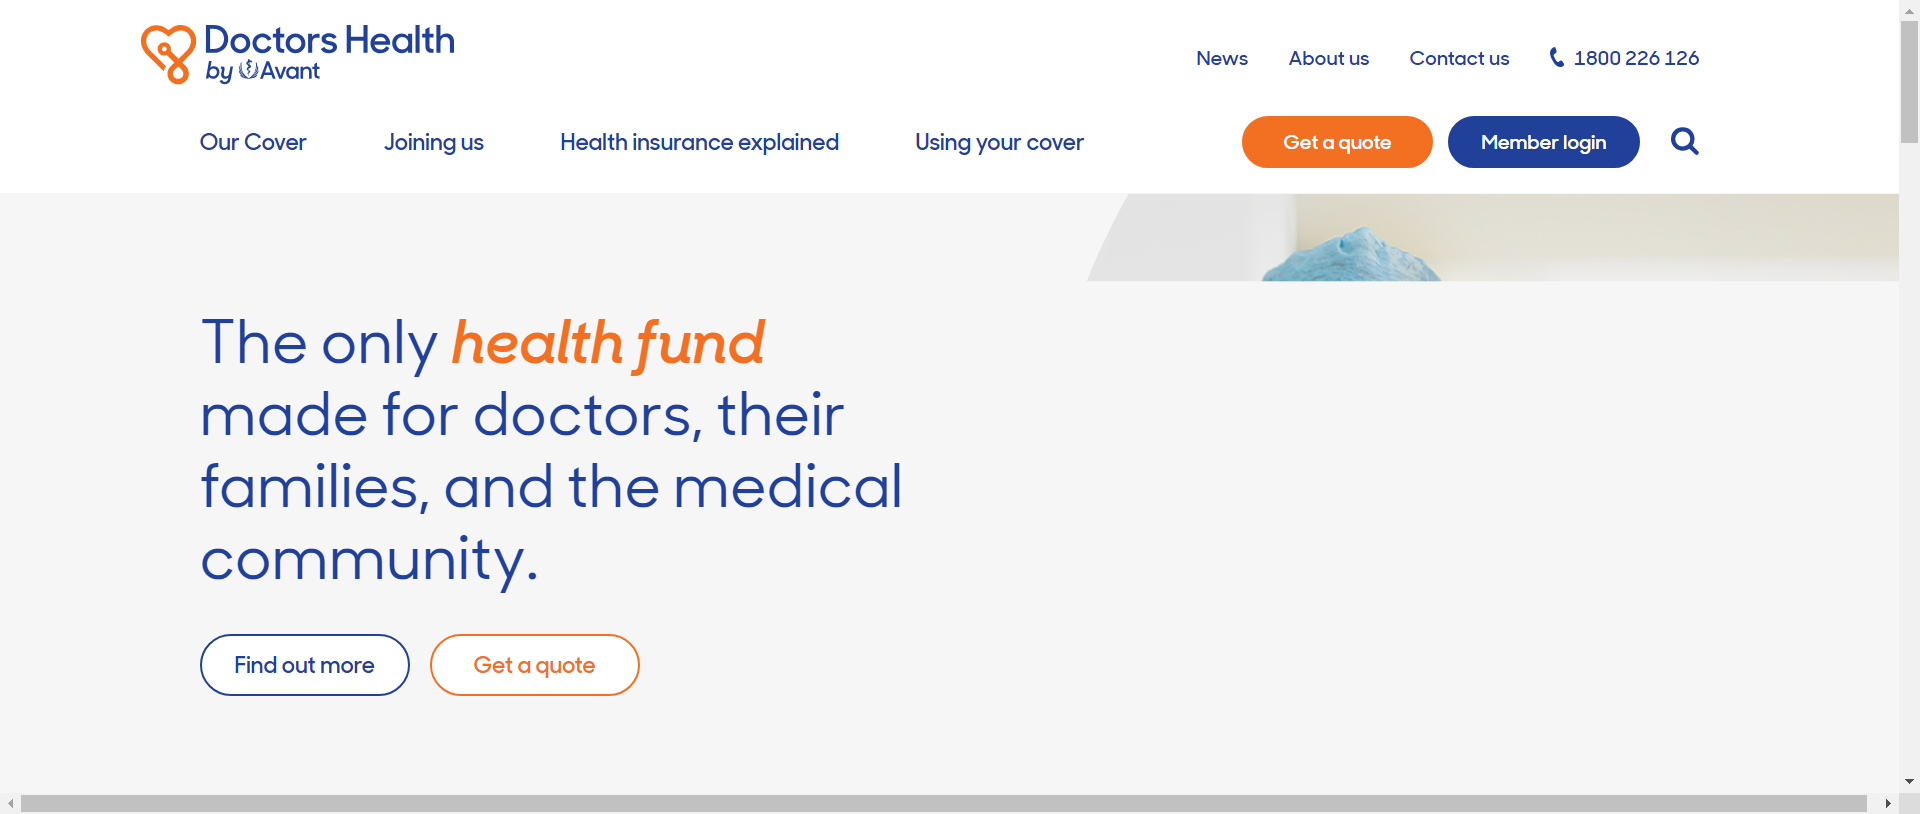 Doctors Health
by Avant
News
About us
Contact us
1800 226 126
Our Cover
Joining us
Health insurance explained
Using your cover
Get a quote
Member login
The only health fund
made for doctors, their
families, and the medical
community.
Find out more
Get a quote